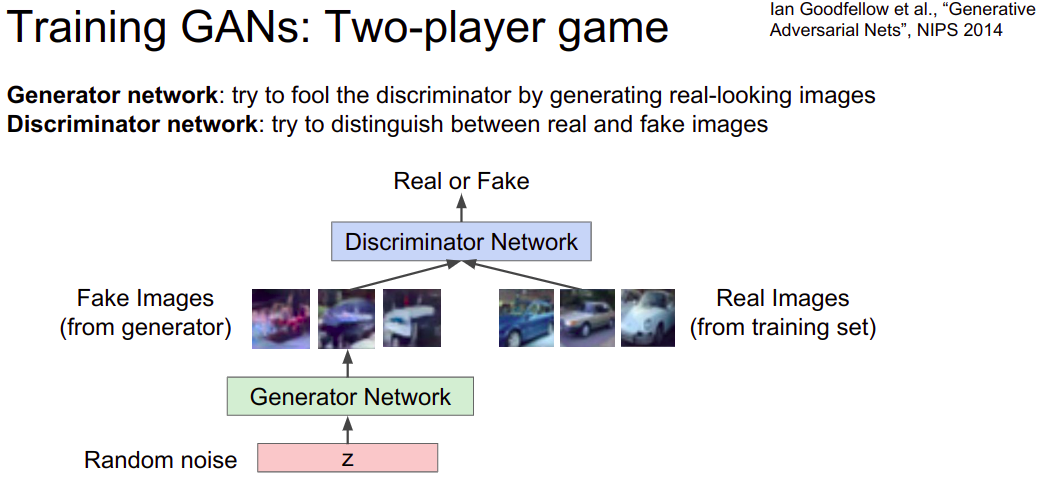 Training GANs: Two-player game
Ian Goodfellow et al., “Generative
Adversarial Nets”, NIPS 2014
Generator network: try to fool the discriminator by generating real-looking images
Discriminator network: try to distinguish between real and fake images
Real or Fake
Discriminator Network
Fake Images
(from generator)
Real Images
(from training set)
Generator Network
Random noise
z